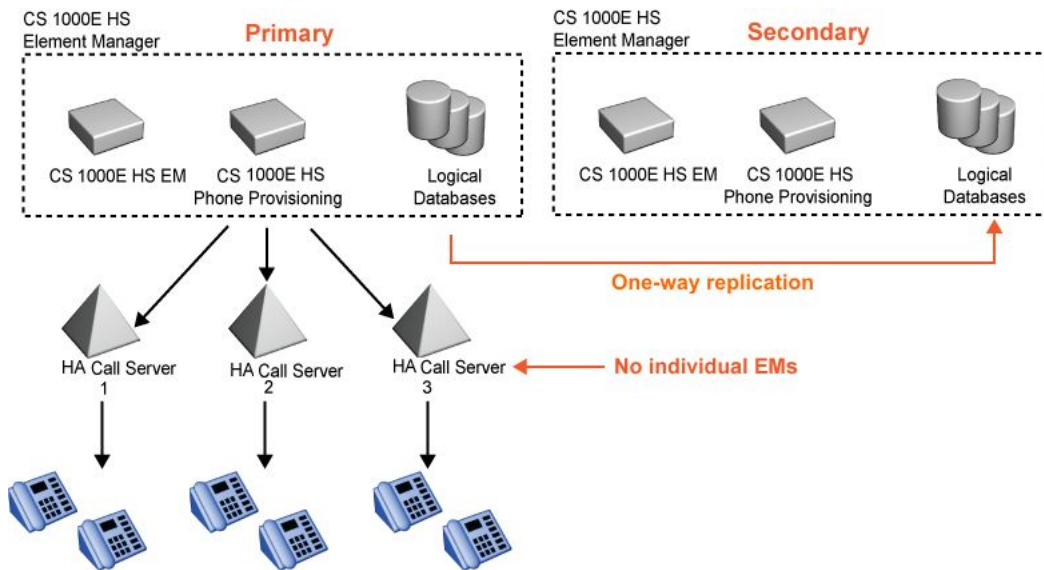 CS 1000E HS
Element Manager
Primary
CS 1000E HS EM
CS 1000E HS
Phone Provisioning
Logical
Databases
CS 1000E HS
Element Manager
Secondary
CS 1000E HS EM
CS 1000E HS
Phone Provisioning
Logical
Databases
One-way replication
HA Call Server
1
HA Call Server
2
HA Call Server
3
No individual EMs